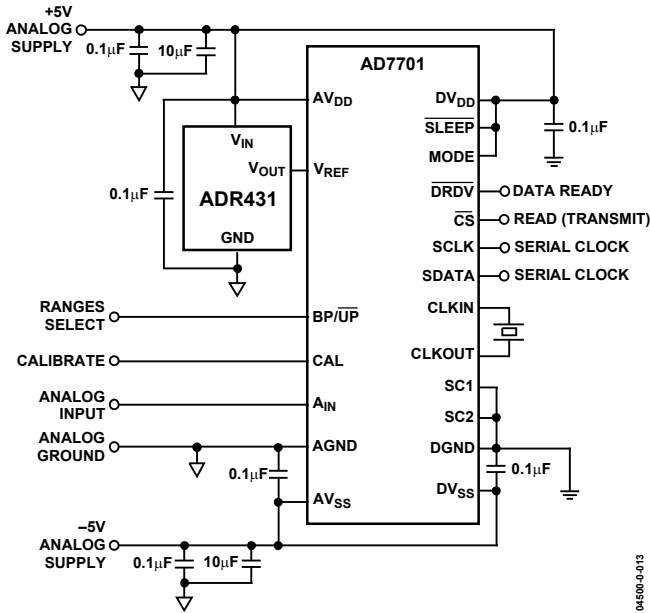 +5V
ANALOG
SUPPLY
0.1μF
10μF
AD7701
AVDD
DVDD
SLEEP
0.1μF
MODE
VIN
VOUT
VREF
0.1μF
ADR431
GND
DRDV
DATA READY
CS
READ (TRANSMIT)
SCLK
SERIAL CLOCK
SDATA
SERIAL CLOCK
RANGES
SELECT
BP/UP
CLKIN
CALIBRATE
CAL
CLKOUT
ANALOG
INPUT
AIN
SC1
SC2
ANALOG
GROUND
AGND
DGND
0.1μF
0.1μF
AVSS
DVSS
–5V
ANALOG
SUPPLY
0.1μF
10μF
04500-0-013